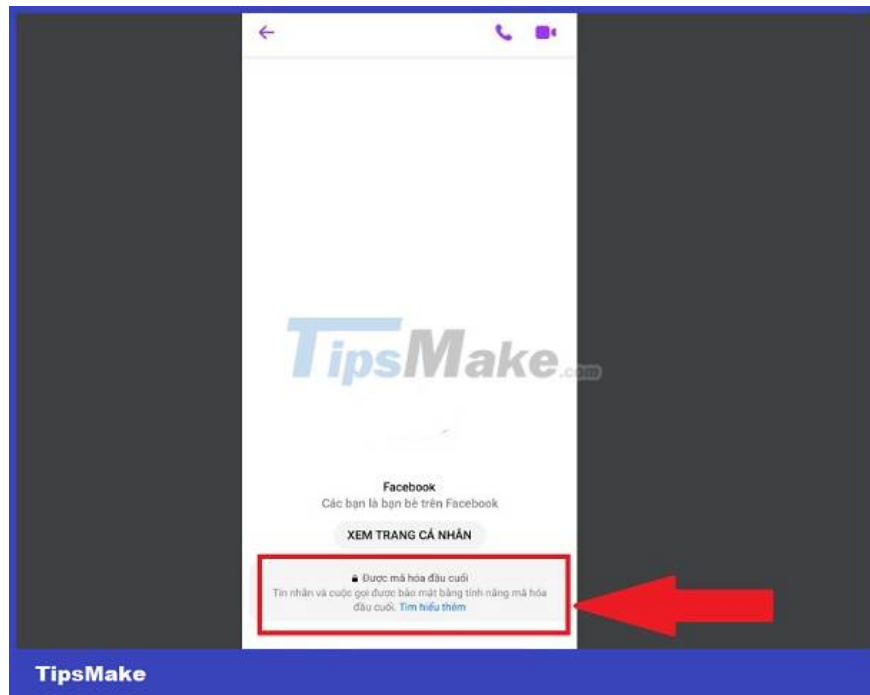 TipsMake.com
Facebook
Các bạn là bạn bè trên Facebook
XEM TRANG CÁ NHÂN
Được mã hóa đầu cuối
Tin nhắn và cuộc gọi được bảo mật bằng tính năng mã hóa
đầu cuối. Tìm hiểu thêm
TipsMake